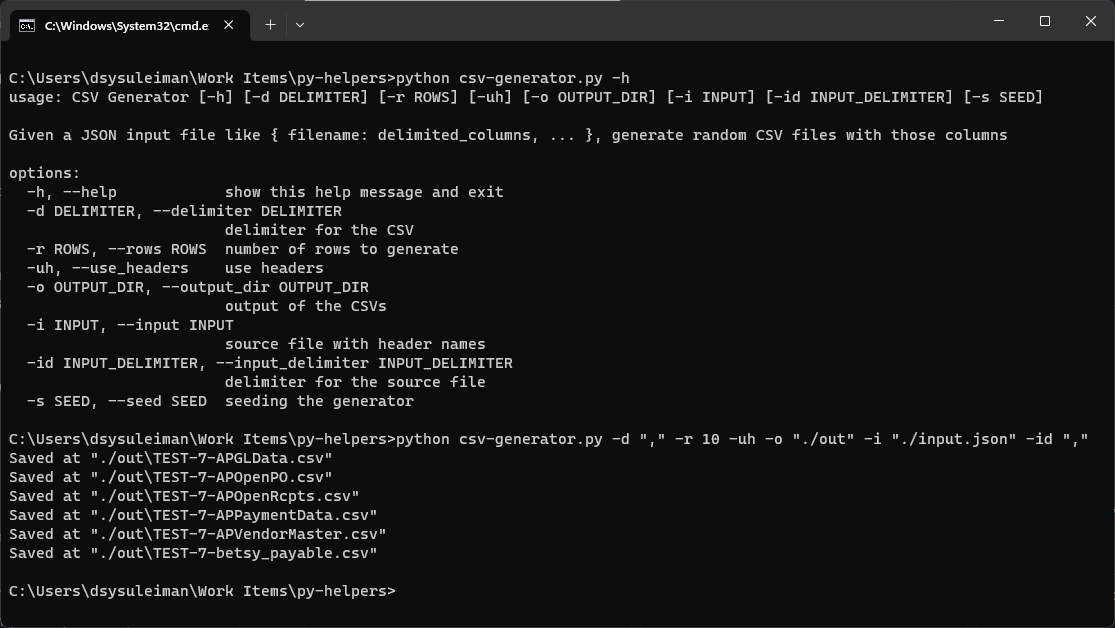 C:\Windows\System32\cmd.e
C:\Users\dsysuleiman\Work Items\py-helpers>python csv-generator.py -h
usage: CSV Generator [-h] [-d DELIMITER] [-r ROWS] [-uh] [-o OUTPUT_DIR] [-i INPUT] [-id INPUT_DELIMITER] [-s SEED]
Given a JSON input file like { filename: delimited_columns, ... }, generate random CSV files with those columns
options:
  -h, --help            show this help message and exit
  -d DELIMITER, --delimiter DELIMITER
                        delimiter for the CSV
  -r ROWS, --rows ROWS  number of rows to generate
  -uh, --use_headers    use headers
  -o OUTPUT_DIR, --output_dir OUTPUT_DIR
                        output of the CSVs
  -i INPUT, --input INPUT
                        source file with header names
  -id INPUT_DELIMITER, --input_delimiter INPUT_DELIMITER
                        delimiter for the source file
  -s SEED, --seed SEED  seeding the generator
C:\Users\dsysuleiman\Work Items\py-helpers>python csv-generator.py -d "," -r 10 -uh -o "./out" -i "./input.json" -id ","
Saved at "./out\TEST-7-APGLData.csv"
Saved at "./out\TEST-7-APOpenPO.csv"
Saved at "./out\TEST-7-APOpenRcpts.csv"
Saved at "./out\TEST-7-APPaymentData.csv"
Saved at "./out\TEST-7-APVendorMaster.csv"
Saved at "./out\TEST-7-betsy_payable.csv"
C:\Users\dsysuleiman\Work Items\py-helpers>